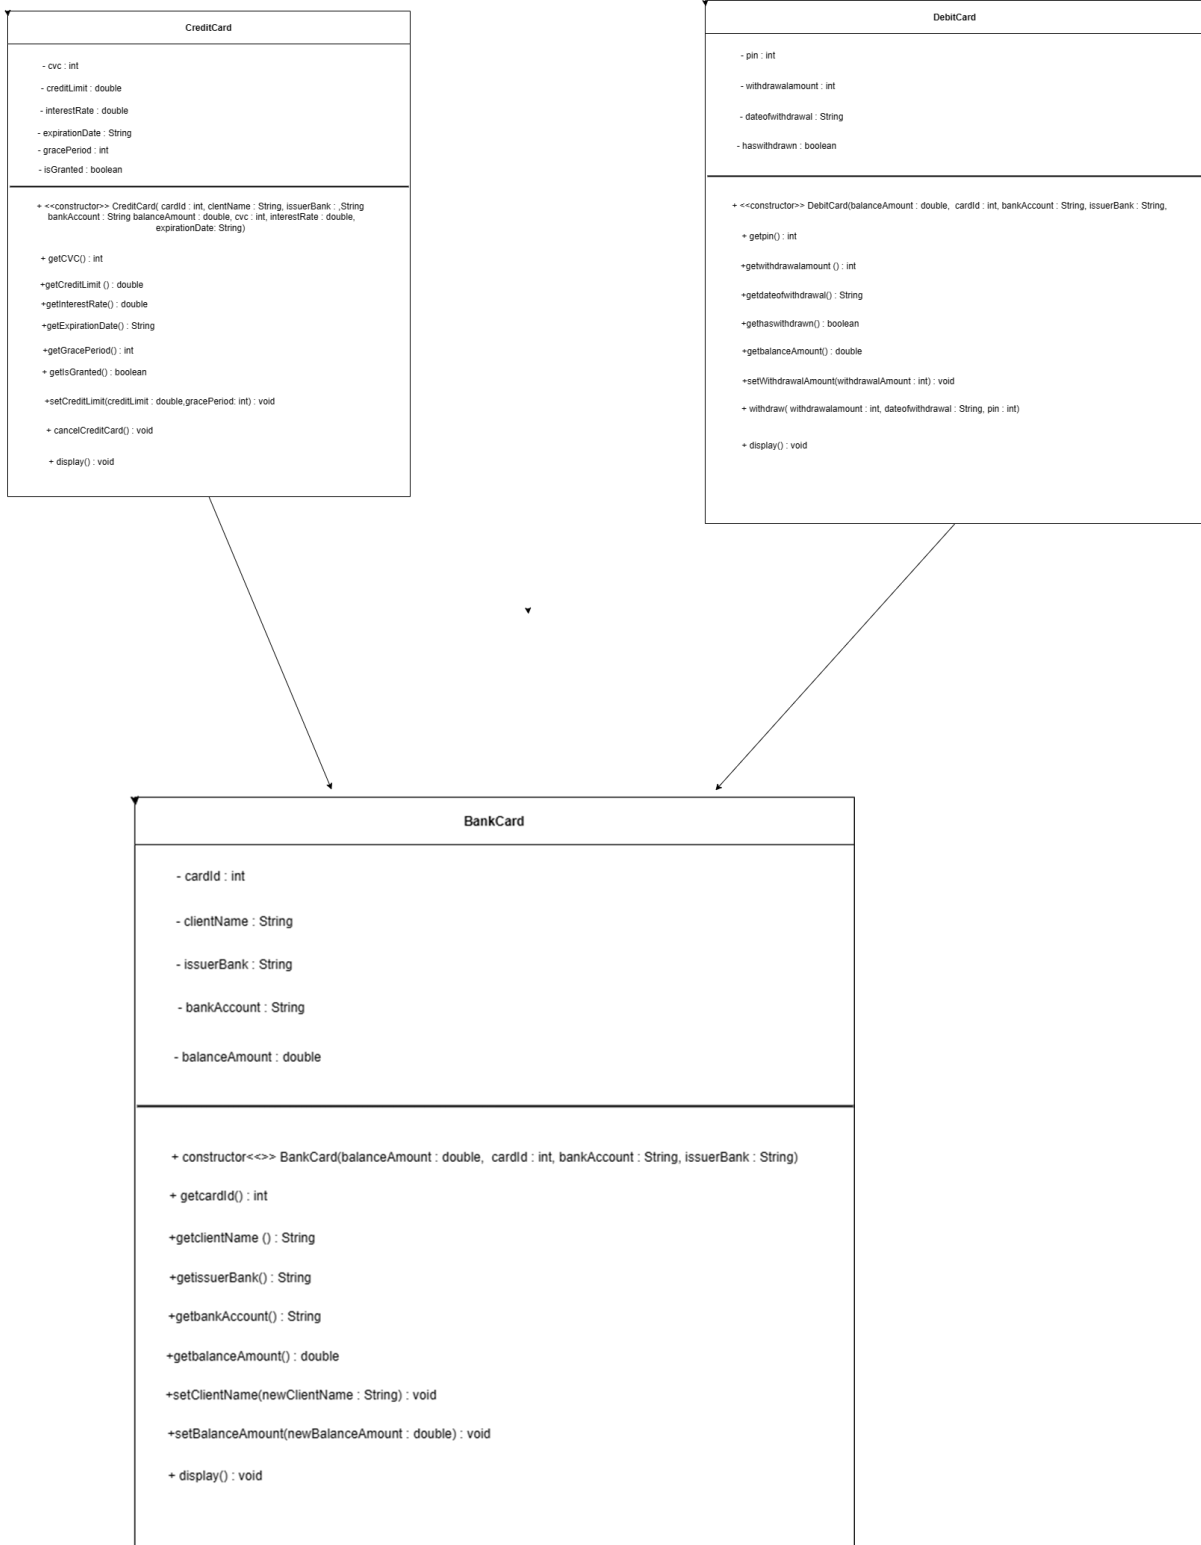 CreditCard
- cvc : int
- creditLimit : double
- interestRate : double
- expirationDate : String
- gracePeriod : int
- isGranted : boolean
+ <<constructor>> CreditCard( cardId : int, clentName : String, issuerBank : ,String
bankAccount : String balanceAmount : double, cvc : int, interestRate : double,
expirationDate: String)
+ getCVC() : int
+getCreditLimit () : double
+getInterestRate() : double
+getExpirationDate() : String
+getGracePeriod() : int
+ getIsGranted() : boolean
+setCreditLimit(creditLimit : double,gracePeriod: int) : void
+ cancelCreditCard() : void
+ display() : void
DebitCard
- pin : int
- withdrawalamount : int
- dateofwithdrawal : String
- haswithdrawn : boolean
+ <<constructor>> DebitCard(balanceAmount : double, cardId : int, bankAccount : String, issuerBank : String,
+ getpin() : int
+getwithdrawalamount () : int
+getdateofwithdrawal() : String
+gethaswithdrawn() : boolean
+getbalanceAmount() : double
+setWithdrawalAmount(withdrawalAmount : int) : void
+ withdraw( withdrawalamount : int, dateofwithdrawal : String, pin : int)
+ display() : void
BankCard
- cardId : int
- clientName : String
- issuerBank : String
- bankAccount : String
- balanceAmount : double
+ constructor<<>> BankCard(balanceAmount : double, cardId : int, bankAccount : String, issuerBank : String)
+ getcardId() : int
+getclientName () : String
+getissuerBank() : String
+getbankAccount() : String
+getbalanceAmount() : double
+setClientName(newClientName : String) : void
+setBalanceAmount(newBalanceAmount : double) : void
+ display() : void